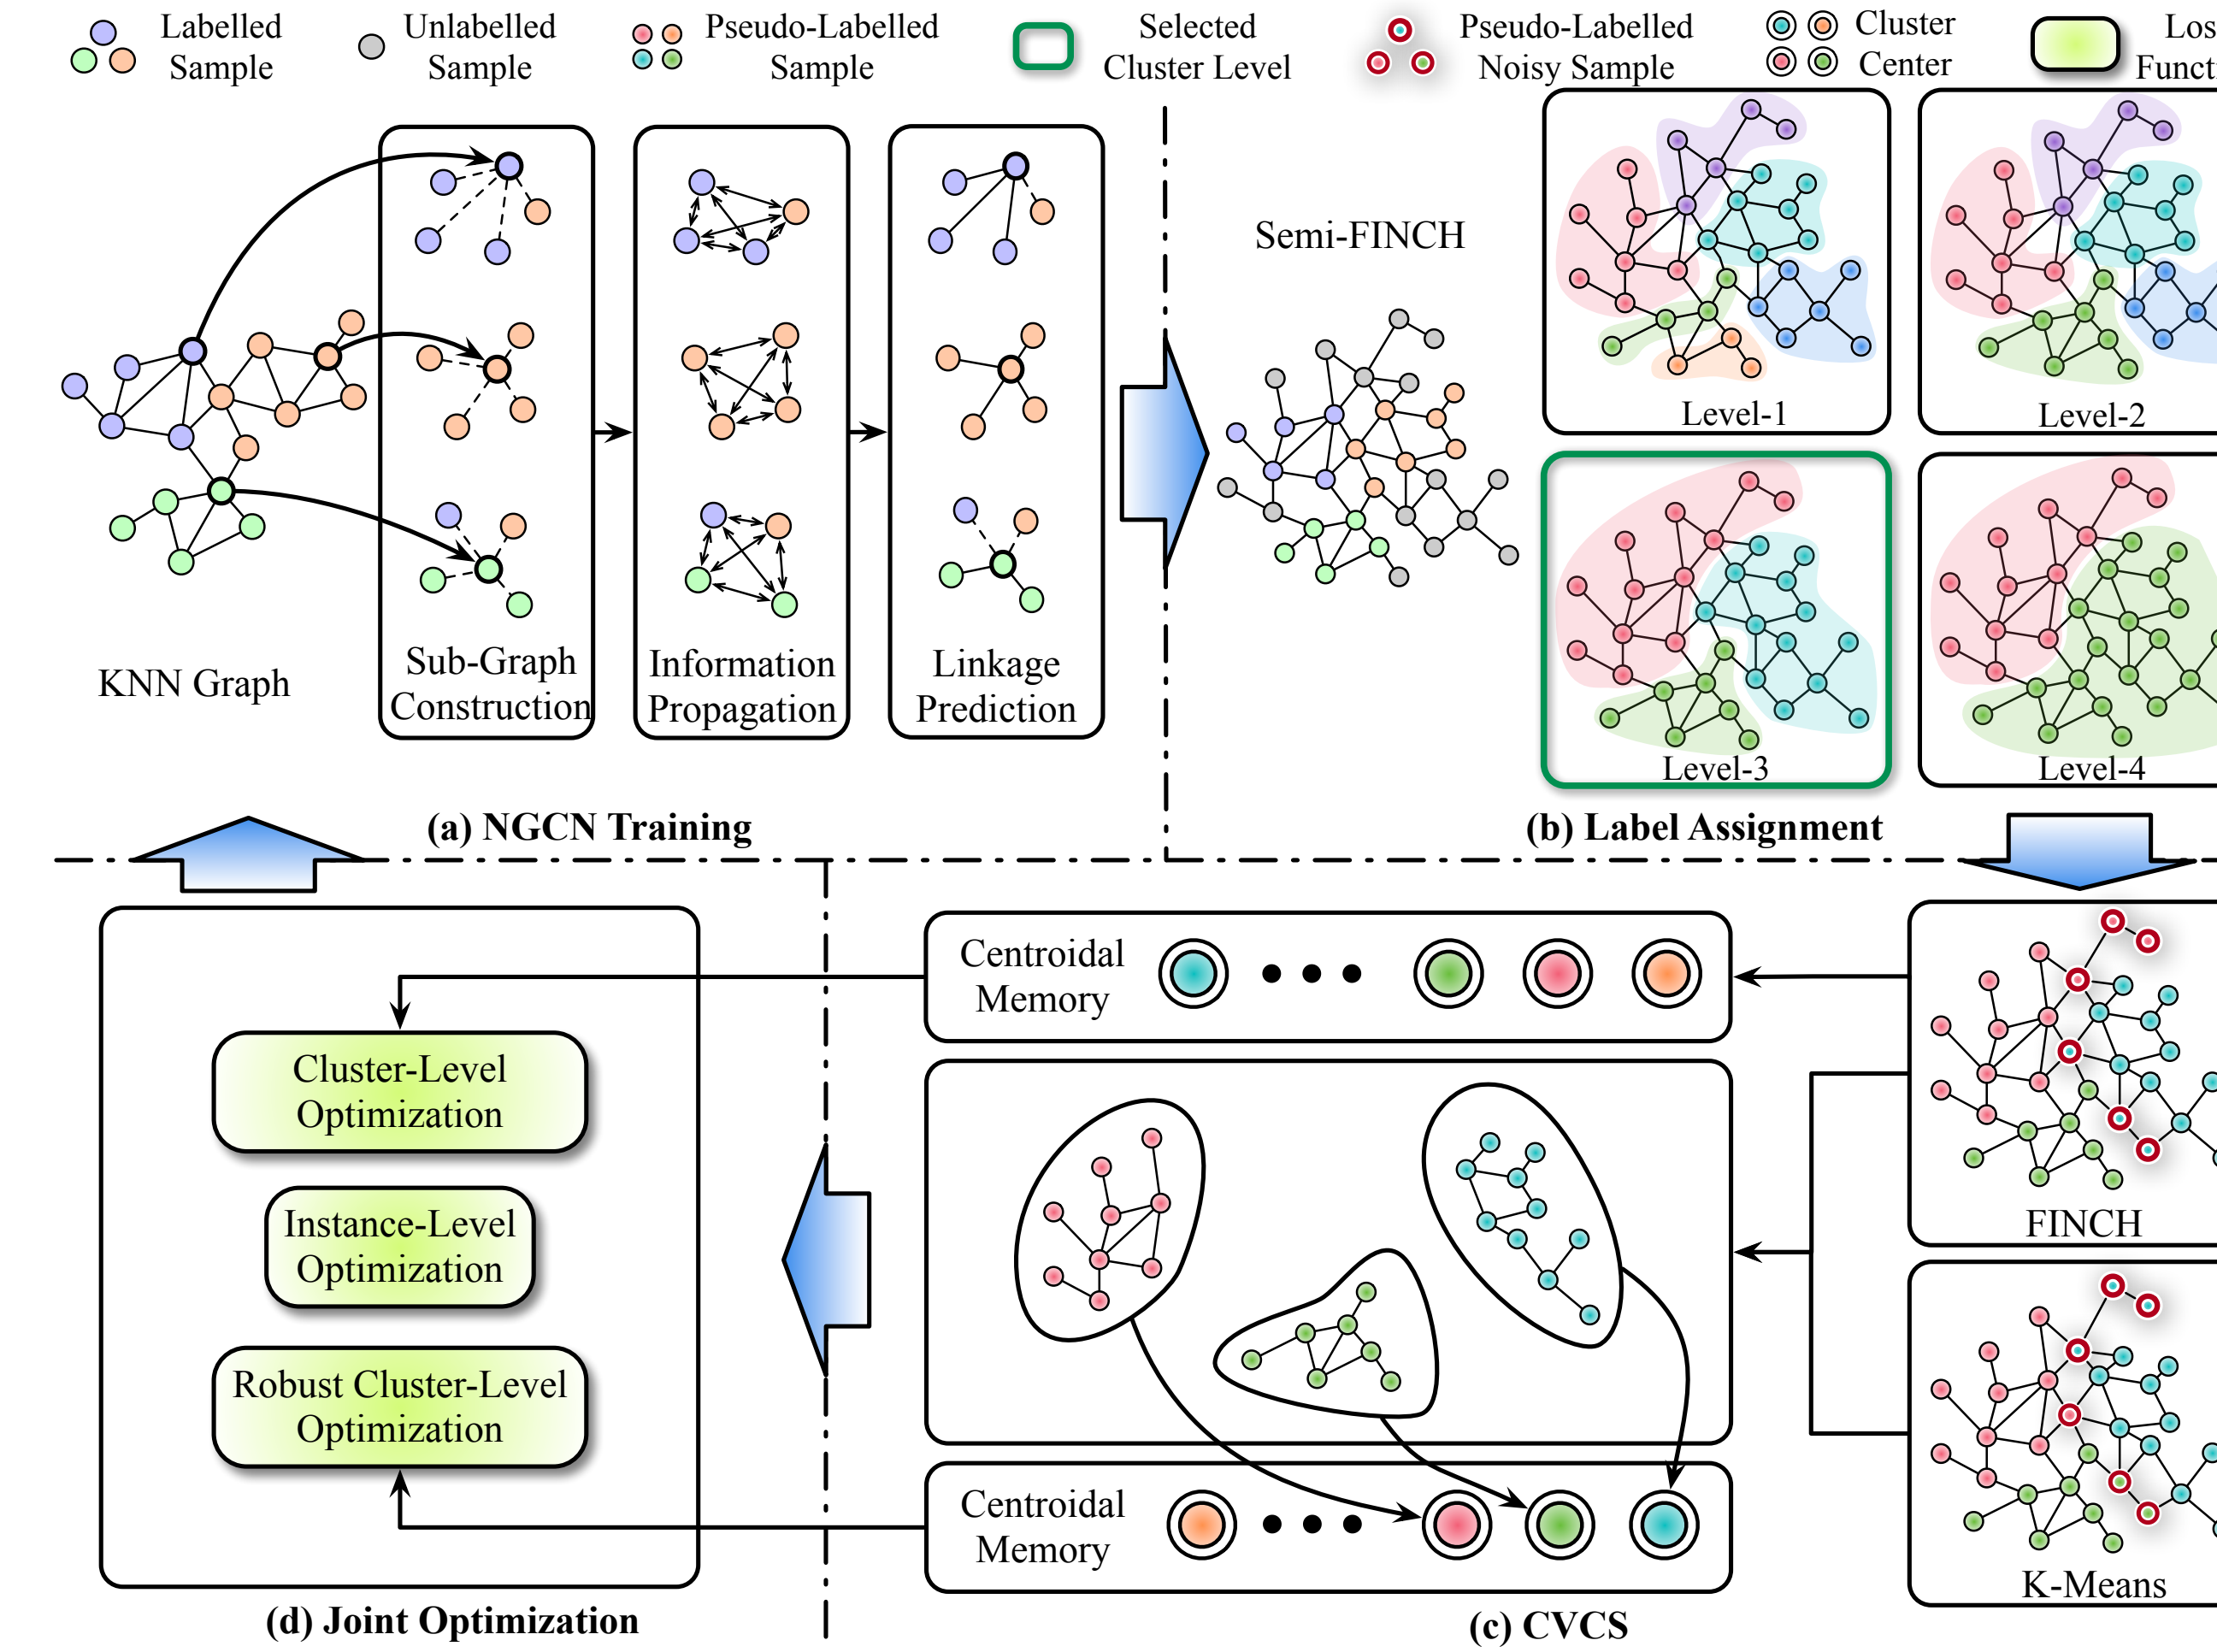 Labelled
Sample
Unlabelled
Sample
Pseudo-Labelled
Sample
Selected
Cluster Level
Pseudo-Labelled
Noisy Sample
Cluster
Center
KNN Graph
Sub-Graph
Construction
Information
Propagation
Linkage
Prediction
(a) NGCN Training
Semi-FINCH
Level-1
Level-2
Level-3
Level-4
(b) Label Assignment
Centroidal
Memory
Centroidal
Memory
FINCH
K-Means
(c) CVCS
Cluster-Level
Optimization
Instance-Level
Optimization
Robust Cluster-Level
Optimization
(d) Joint Optimization